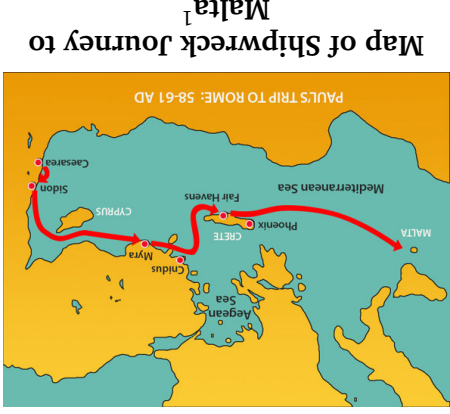 Aegean
Sea
Cnidus
Myra
MALTA
CRETE
Phoenix
CYPRUS
Fair Havens
Mediterranean Sea
Sidon
Caesarea
PAUL'S TRIP TO ROME: 58-61 AD
Map of Shipwreck Journey to
Malta¹